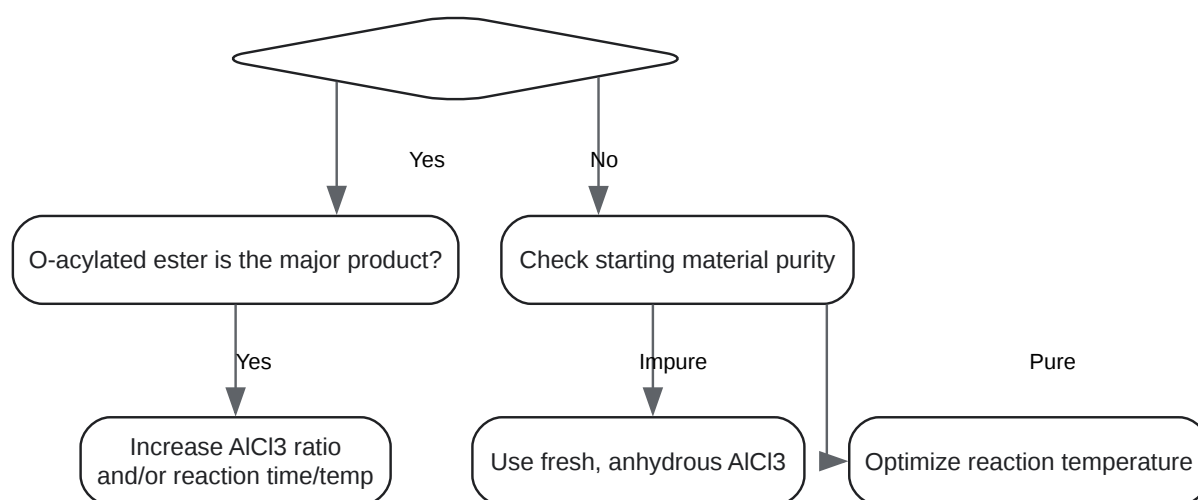 Yes
No
O-acylated ester is the major product?
Check starting material purity
Yes
Impure
Pure
Increase AlCl3 ratio
and/or reaction time/temp
Use fresh, anhydrous AlCl3
Optimize reaction temperature